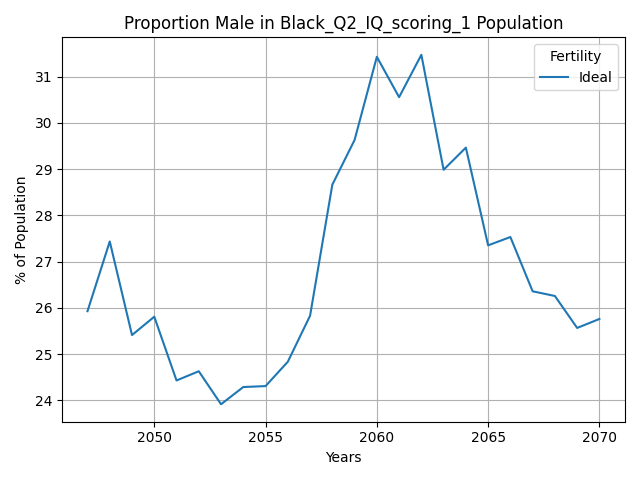 Proportion Male in Black_Q2_IQ_scoring_1 Population
Fertility
Ideal
% of Population
31
30
29
28
27
26
25
24
2050 2055 2060 2065 2070
Years